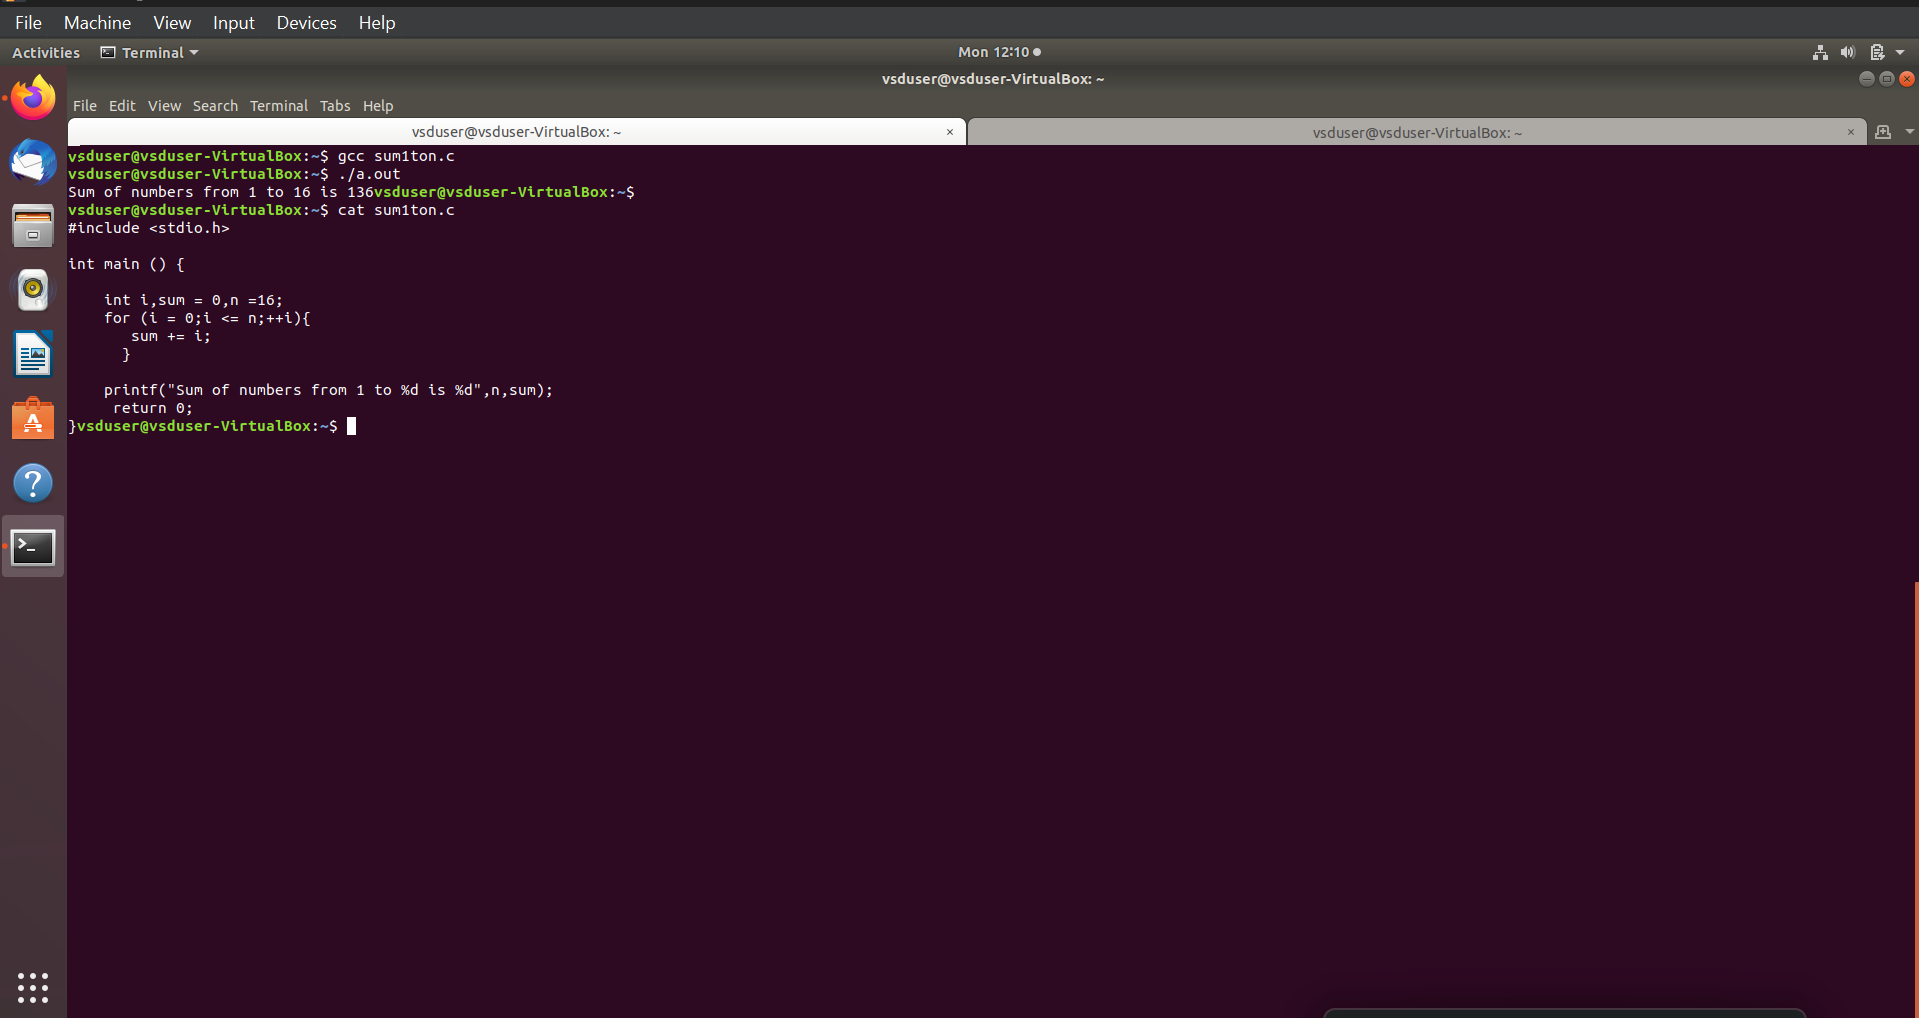 File Machine View Input Devices Help
Activities Terminal Mon 12:10
vsduser@vsduser-VirtualBox: ~
File Edit View Search Terminal Tabs Help
vsduser@vsduser-VirtualBox: ~ × vsduser@vsduser-VirtualBox: ~ ×
vsduser@vsduser-VirtualBox:~$ gcc sum1ton.c
vsduser@vsduser-VirtualBox:~$ ./a.out
Sum of numbers from 1 to 16 is 136vsduser@vsduser-VirtualBox:~$
vsduser@vsduser-VirtualBox:~$ cat sum1ton.c
#include <stdio.h>
int main () {
    int i,sum = 0,n =16;
    for (i = 0;i <= n;++i){
       sum += i;
      }
    printf("Sum of numbers from 1 to %d is %d",n,sum);
     return 0;
}vsduser@vsduser-VirtualBox:~$